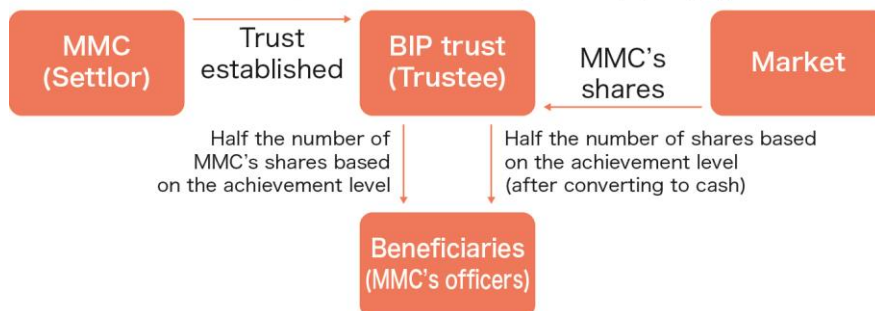 MMC
(Settlor)
Trust
established
BIP trust
(Trustee)
MMC's
shares
Market
Half the number of
MMC's shares based
on the achievement level
Half the number of shares based
on the achievement level
(after converting to cash)
Beneficiaries
(MMC's officers)